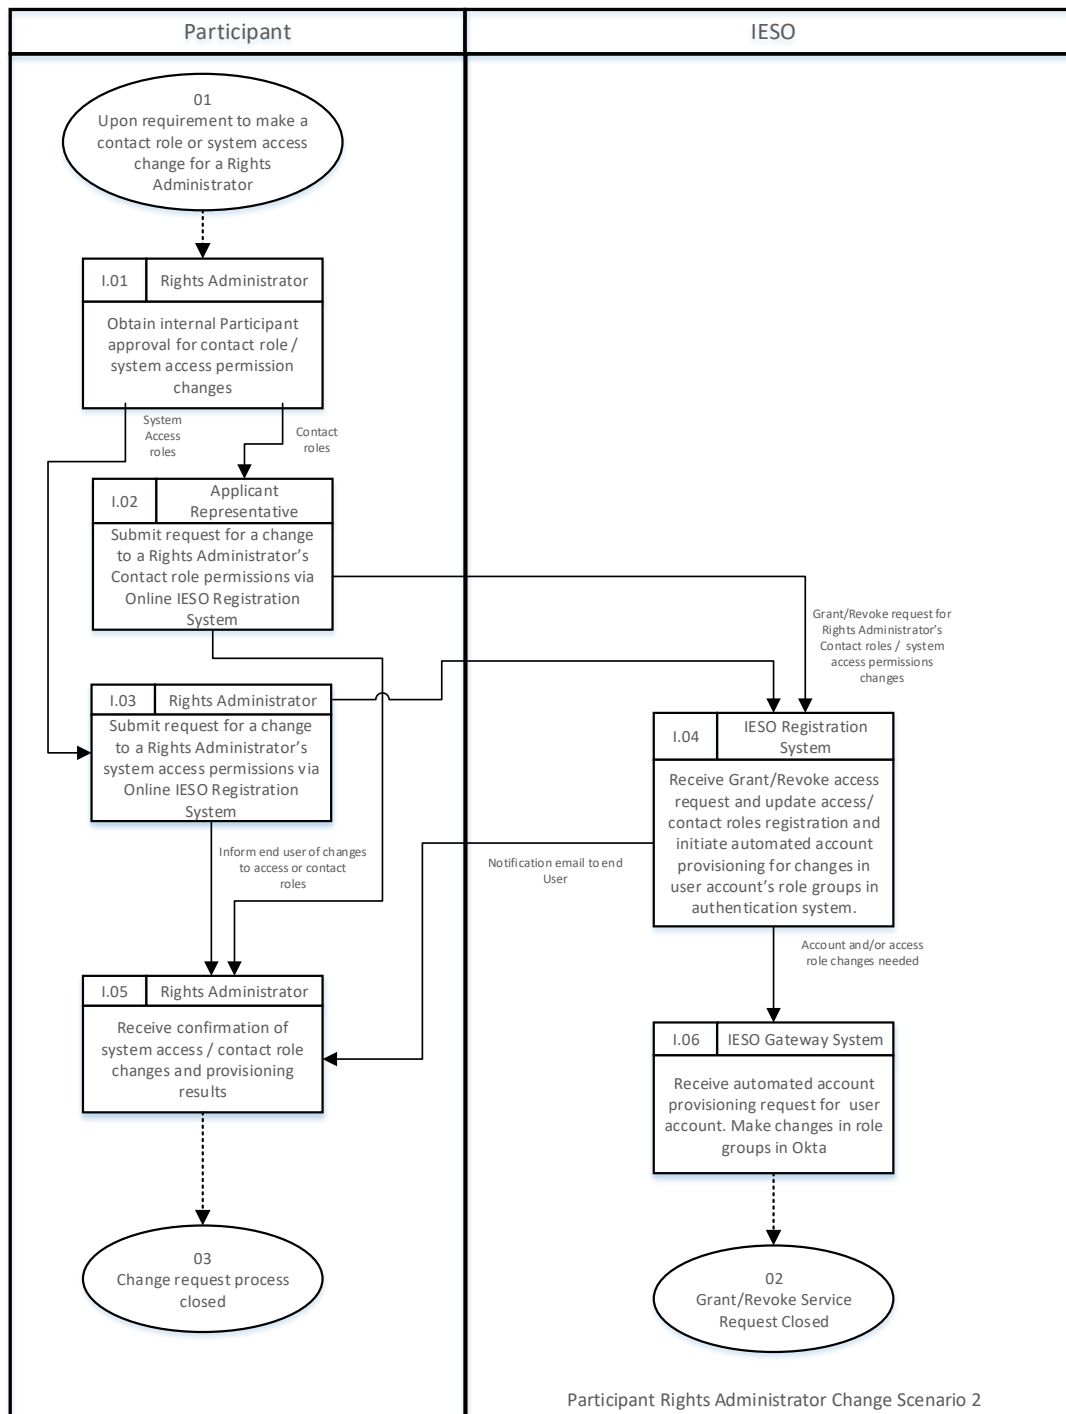 Participant
IESO
01
Upon requirement to make a
contact role or system access
change for a Rights
Administrator
I.01
Rights Administrator
Obtain internal Participant
approval for contact role /
system access permission
changes
System
Access
roles
Contact
roles
I.02
Applicant
Representative
Submit request for a change
to a Rights Administrator’s
Contact role permissions via
Online IESO Registration
System
Grant/Revoke request for
Rights Administrator’s
Contact roles / system
access permissions
changes
I.03
Rights Administrator
Submit request for a change
to a Rights Administrator’s
system access permissions via
Online IESO Registration
System
I.04
IESO Registration
System
Receive Grant/Revoke access
request and update access/
contact roles registration and
initiate automated account
provisioning for changes in
user account’s role groups in
authentication system.
Inform end user of changes
to access or contact
roles
Notification email to end
User
Account and/or access
role changes needed
I.05
Rights Administrator
Receive confirmation of
system access / contact role
changes and provisioning
results
I.06
IESO Gateway System
Receive automated account
provisioning request for user
account. Make changes in role
groups in Okta
03
Change request process
closed
02
Grant/Revoke Service
Request Closed
Participant Rights Administrator Change Scenario 2